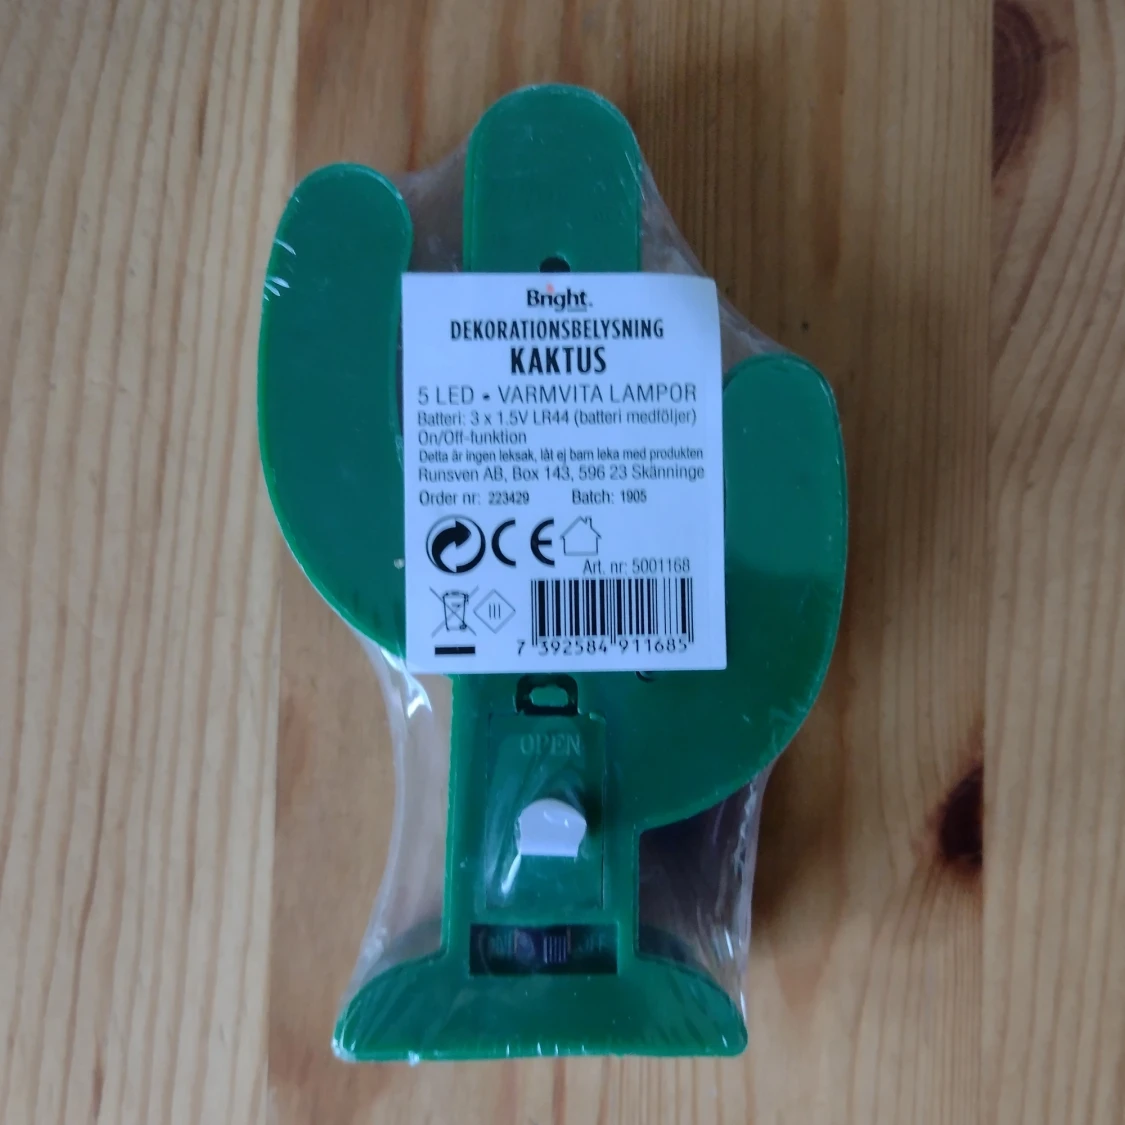 Bright.
DEKORATIONSBELYSNING
KAKTUS
5 LED • VARMVITA LAMPOR
Batteri: 3 x 1.5V LR44 (batteri medföljer)
On/Off-funktion
Detta är ingen leksak, låt ej barn leka med produkten
Runsven AB, Box 143, 596 23 Skänninge
Order nr: 223429 Batch: 1905
CE
Art. nr: 5001168
III
7 392584 911685
OPEN
OFF